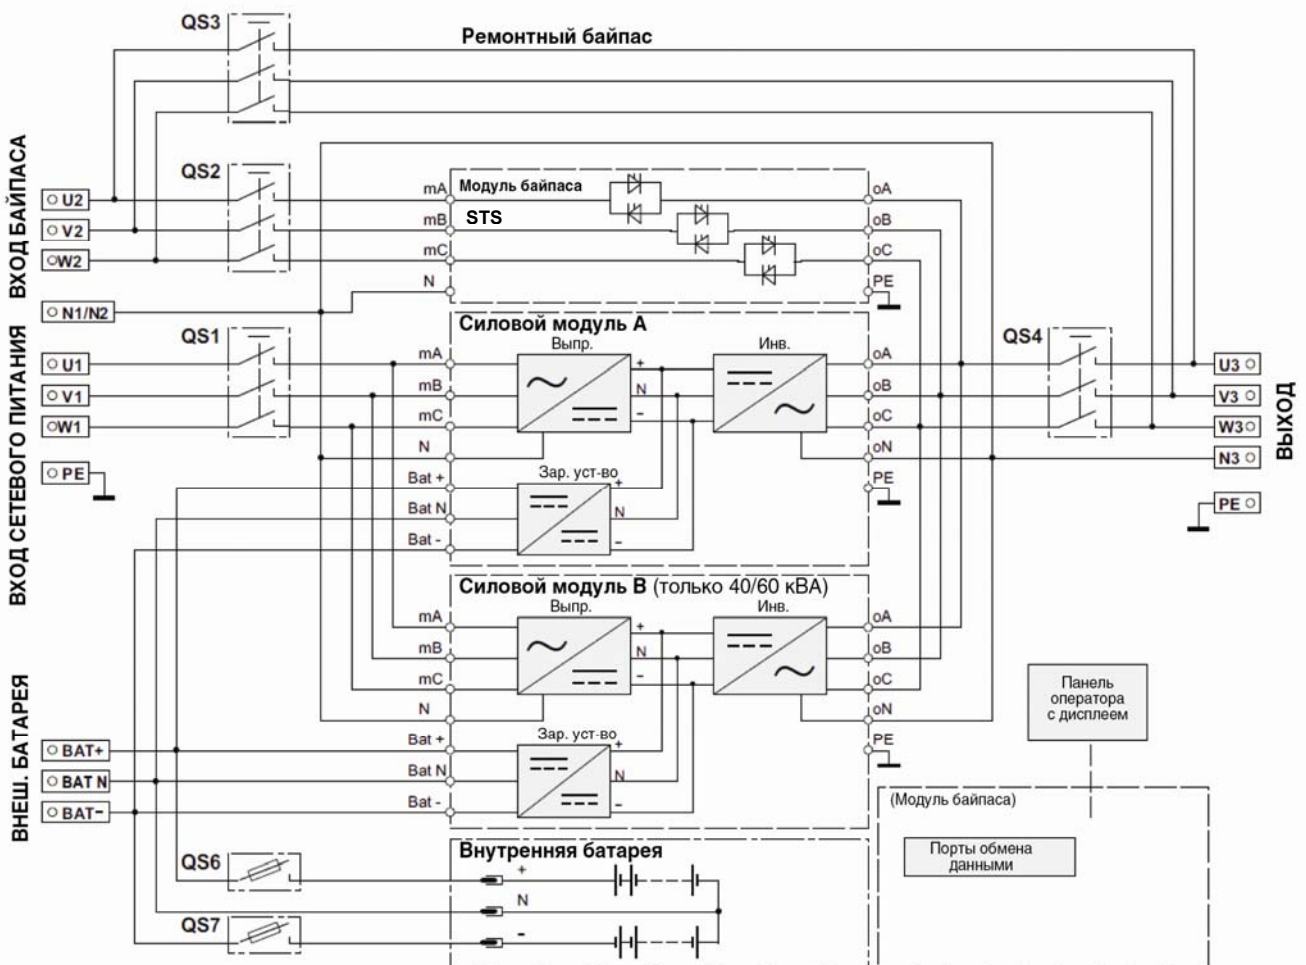 QS3
Ремонтный байпас
ВХОД БАЙПАСА
QS2
U2
V2
W2
mA
mB
mC
N
Модуль байпаса
STS
oA
oB
oC
PE
N1/N2
ВХОД СЕТЕВОГО ПИТАНИЯ
QS1
U1
V1
W1
PE
Силовой модуль A
Выпр.
Инв.
mA
mB
mC
N
Bat +
Bat N
Bat -
+
N
-
Зар. уст-во
+
N
-
oA
oB
oC
oN
PE
QS4
U3
V3
W3
N3
PE
ВЫХОД
Силовой модуль B (только 40/60 кВА)
Выпр.
Инв.
mA
mB
mC
N
Bat +
Bat N
Bat -
+
N
-
Зар. уст-во
+
N
-
oA
oB
oC
oN
PE
ВНЕШ. БАТАРЕЯ
BAT+
BAT N
BAT-
Панель
оператора
с дисплеем
(Модуль байпаса)
Порты обмена
данными
QS6
QS7
Внутренняя батарея
+
N
-